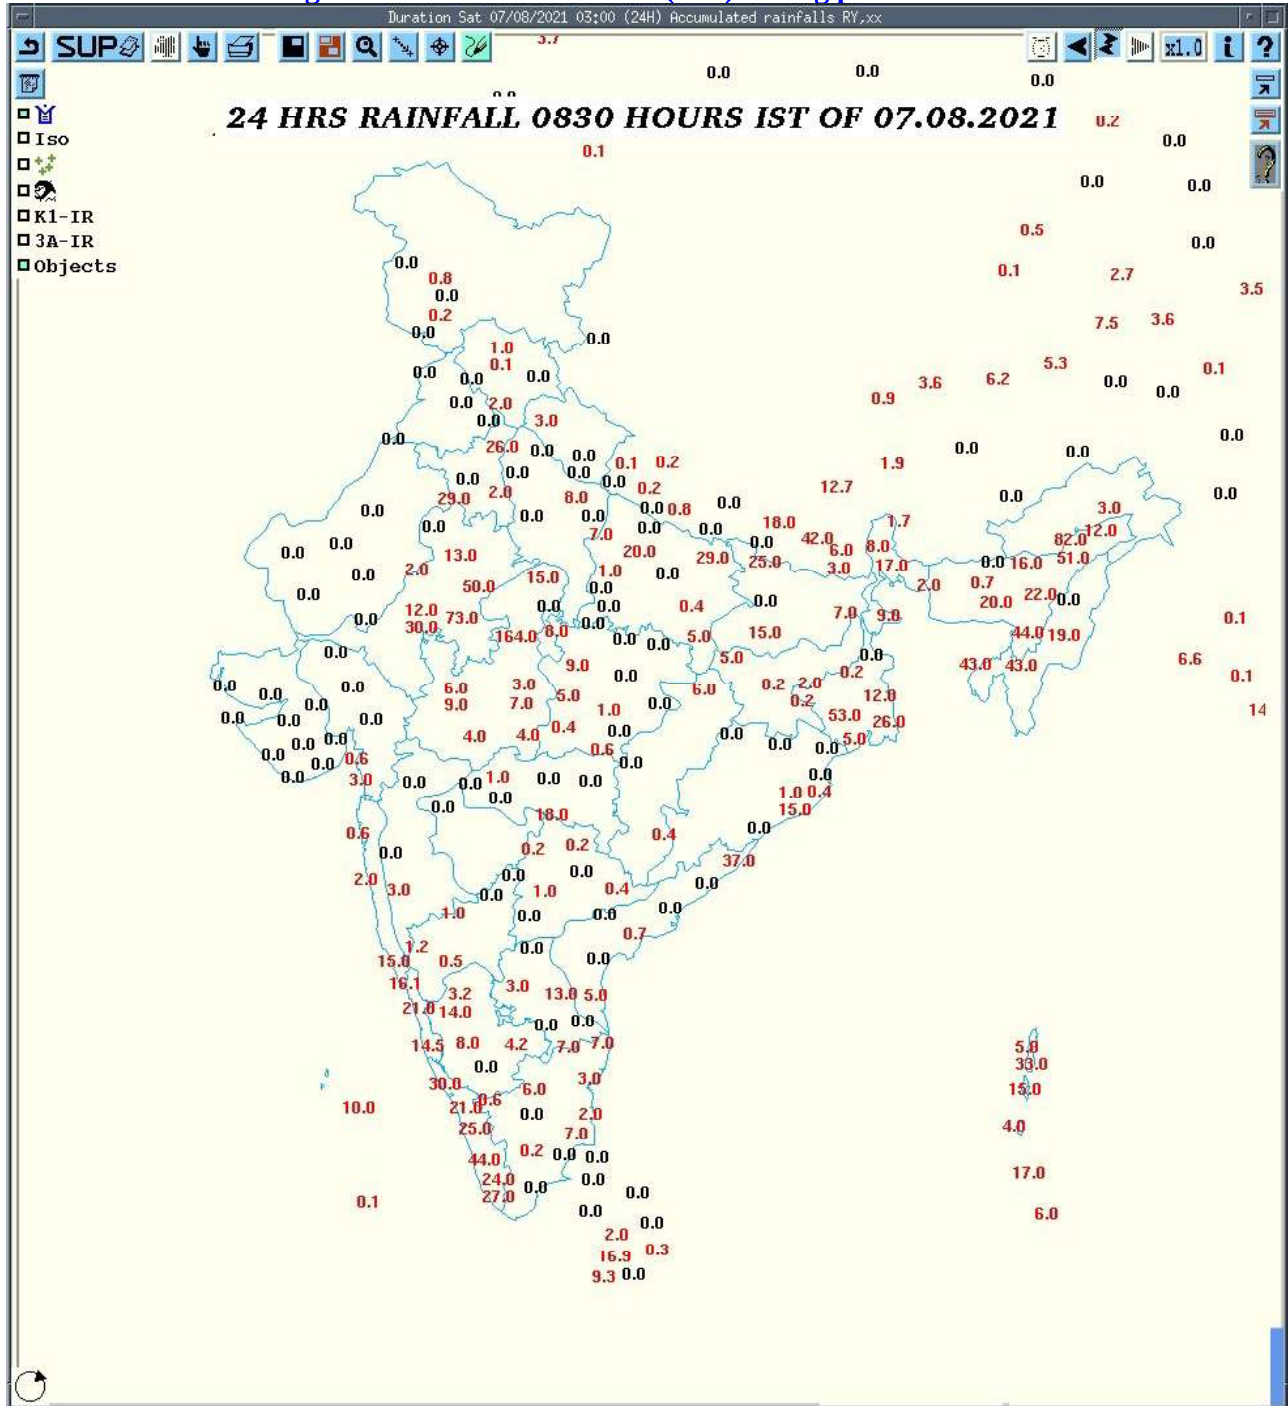 Duration Sat 07/08/2021 03:00 (24H) Accumulated rainfalls RY,xx
SUP
x1.0 i ?
3.7
0.0 0.0 0.0
24 HRS RAINFALL 0830 HOURS IST OF 07.08.2021
0.2
Iso
0.1 0.0
K1-IR
0.0 0.0
3A-IR
0.5 0.0
Objects
0.0 0.8 0.1 2.7
0.0 3.5
0.2 7.5 3.6
0.0 0.0
1.0 0.1 5.3 0.1
0.0 0.0 0.0 3.6 6.2 0.0 0.0
0.0 2.0 0.9
0.0 3.0
0.0 26.0 0.0 0.0 0.0 0.0 0.0
0.1 0.2 1.9
0.0 0.0 0.0 0.0 0.2 12.7
29.0 2.0 8.0 0.0 0.0 0.0
0.0 0.0 0.0 0.0 0.8 0.0 3.0
0.0 7.0 0.0 0.0 18.0 1.7 12.0
0.0 0.0 13.0 20.0 29.0 0.0 42.0 6.0 8.0 82.0
2.0 0.0 15.0 1.0 0.0 25.0 3.0 17.0 0.0 16.0 51.0
0.0 50.0 0.0 2.0 0.7
12.0 73.0 0.0 0.0 0.4 0.0 7.0 9.0 20.0 22.0 0.0
30.0 0.0 164.0 8.0 0.0 0.0 0.0 5.0 15.0 44.0 19.0 0.1
0.0 9.0 5.0 0.0 43.0 43.0 6.6
0.0 0.0 0.0 6.0 3.0 5.0 0.0 6.0 0.2 2.0 0.2 12.0 0.1
0.0 0.0 0.0 0.0 9.0 7.0 1.0 0.0 0.2 53.0 26.0 14
0.0 0.0 0.0 4.0 4.0 0.4 0.0 0.0 0.0 0.0 5.0
0.0 0.0 0.6 0.6 0.0
0.0 3.0 0.0 0.0 1.0 0.0 0.0 0.0
0.0 0.0 1.0 0.4
18.0 15.0
0.6 0.0 0.2 0.2 0.4 0.0
2.0 3.0 0.0 0.0 37.0
0.0 1.0 0.4 0.0
1.0 0.0 0.0 0.0
1.2 0.0 0.7
15.0 0.5 0.0
16.1 3.2 3.0 13.0 5.0
21.0 14.0 0.0 0.0
14.5 8.0 4.2 7.0 7.0 5.0
0.0 33.0
30.0 6.0 3.0 15.0
10.0 21.0 0.6 0.0 2.0
25.0 7.0 4.0
44.0 0.2 0.0 0.0
24.0 0.0 17.0
0.1 27.0 0.0 0.0
0.0 0.0 6.0
2.0
16.9 0.3
9.3 0.0